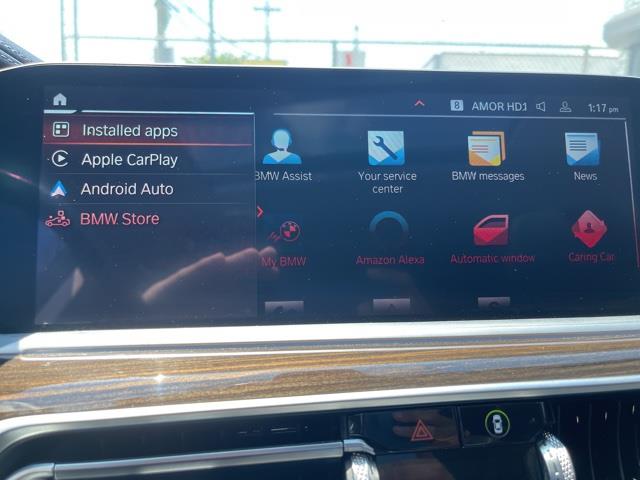 8 AMOR HD1 1:17 pm
Installed apps
Apple CarPlay
Android Auto
BMW Store
BMW Assist
Your service
center
BMW messages
News
My BMW
Amazon Alexa
Automatic window
Caring Car